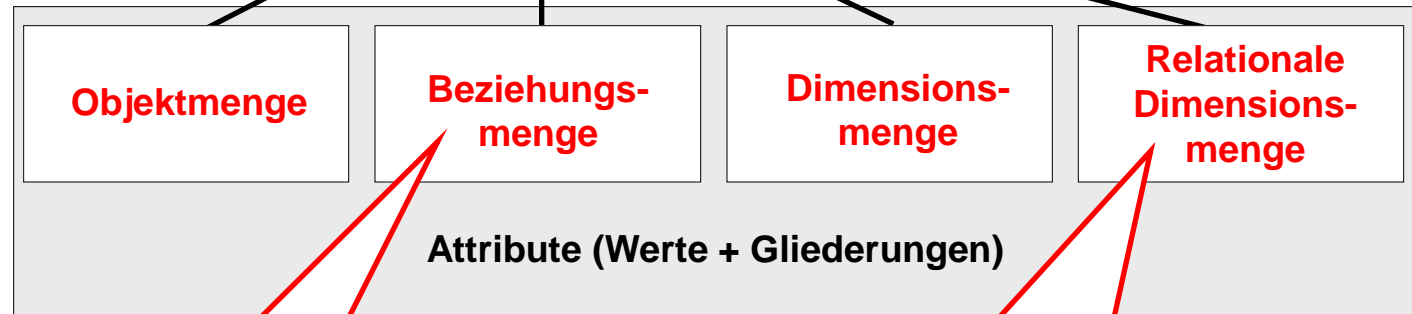 Objektmenge
Beziehungs-
menge
Dimensions-
menge
Relationale
Dimensions-
menge
Attribute (Werte + Gliederungen)